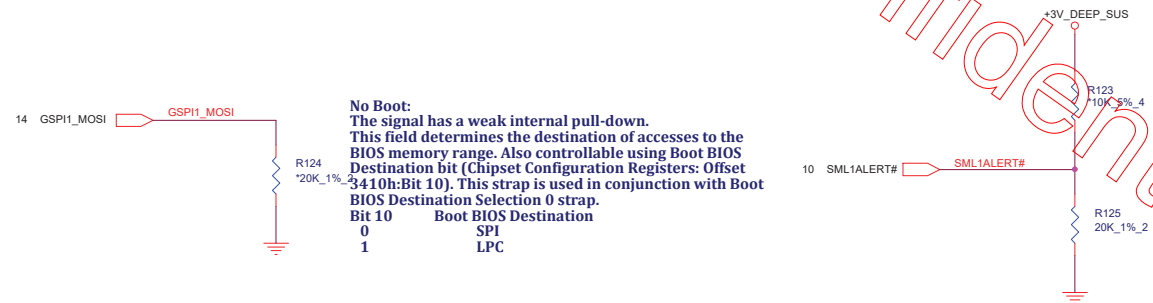 14 GSPI1_MOSI GSPI1_MOSI
R124
*20K_1%_2
No Boot:
The signal has a weak internal pull-down.
This field determines the destination of accesses to the
BIOS memory range. Also controllable using Boot BIOS
Destination bit (Chipset Configuration Registers: Offset
3410h:Bit 10). This strap is used in conjunction with Boot
BIOS Destination Selection 0 strap.
Bit 10 Boot BIOS Destination
0 SPI
1 LPC
+3V_DEEP_SUS
R123
*10K_5%_4
10 SML1ALERT# SML1ALERT#
R125
20K_1%_2